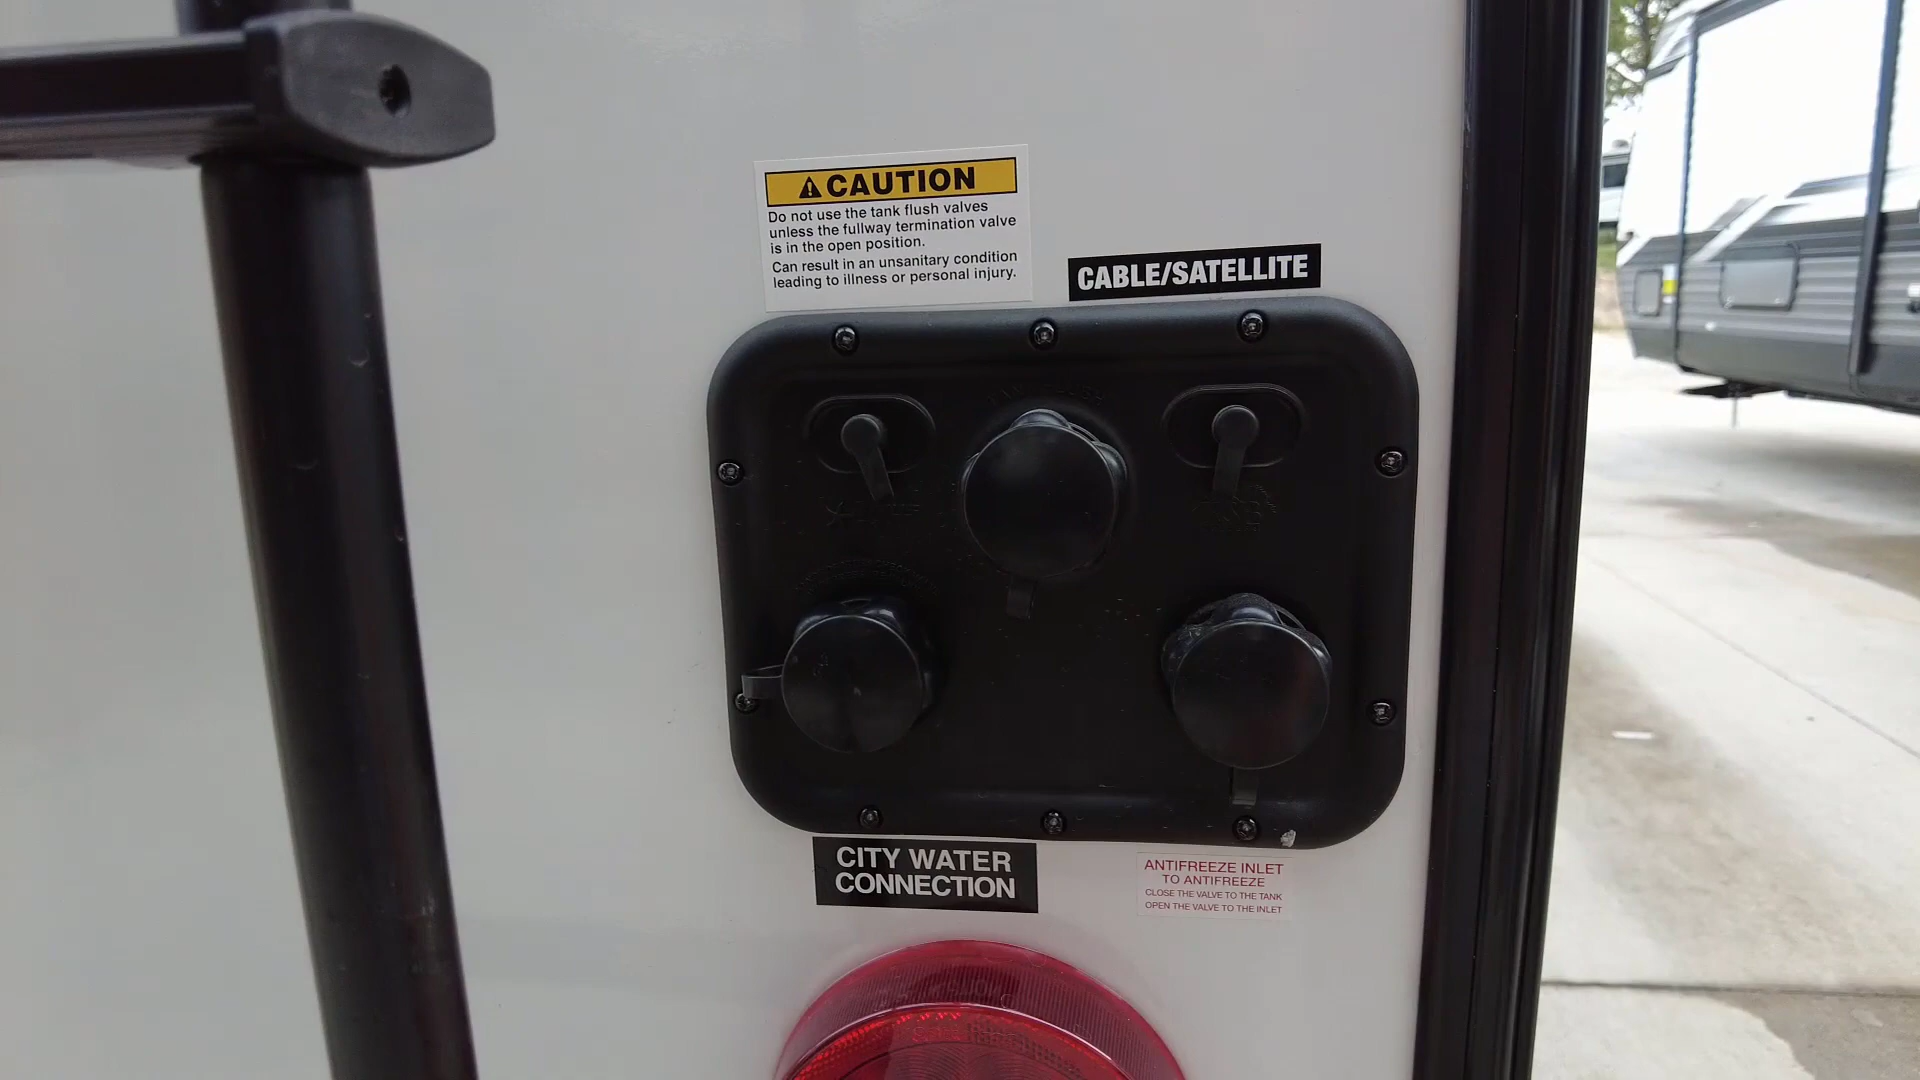 CAUTION
Do not use the tank flush valves
unless the fullway termination valve
is in the open position.
Can result in an unsanitary condition
leading to illness or personal injury.
CABLE/SATELLITE
CITY WATER
CONNECTION
ANTIFREEZE INLET
TO ANTIFREEZE
CLOSE THE VALVE TO THE TANK
OPEN THE VALVE TO THE INLET